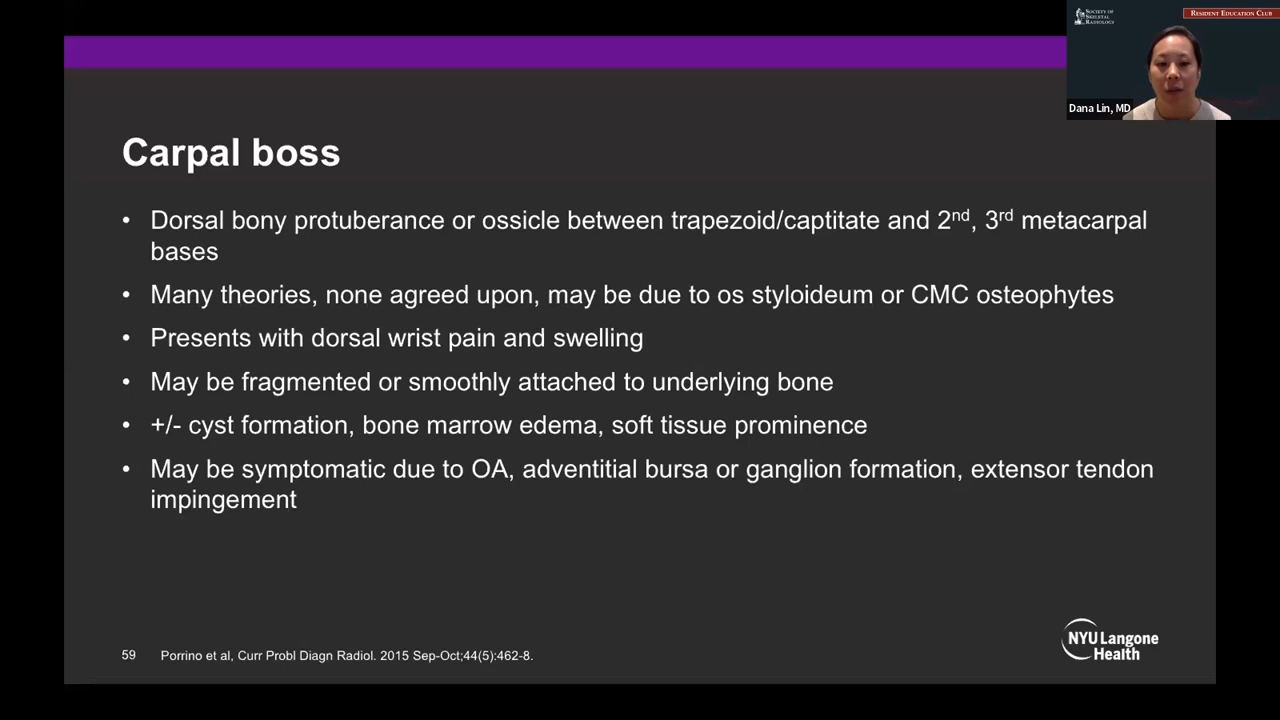 SOCIETY OF
SKELETAL
RADIOLOGY
RESIDENT EDUCATION CLUB
Dana Lin, MD
Carpal boss
• Dorsal bony protuberance or ossicle between trapezoid/captitate and 2nd, 3rd metacarpal
bases
• Many theories, none agreed upon, may be due to os styloideum or CMC osteophytes
• Presents with dorsal wrist pain and swelling
• May be fragmented or smoothly attached to underlying bone
• +/- cyst formation, bone marrow edema, soft tissue prominence
• May be symptomatic due to OA, adventitial bursa or ganglion formation, extensor tendon
impingement
59 Porrino et al, Curr Probl Diagn Radiol. 2015 Sep-Oct;44(5):462-8.
NYU Langone
Health